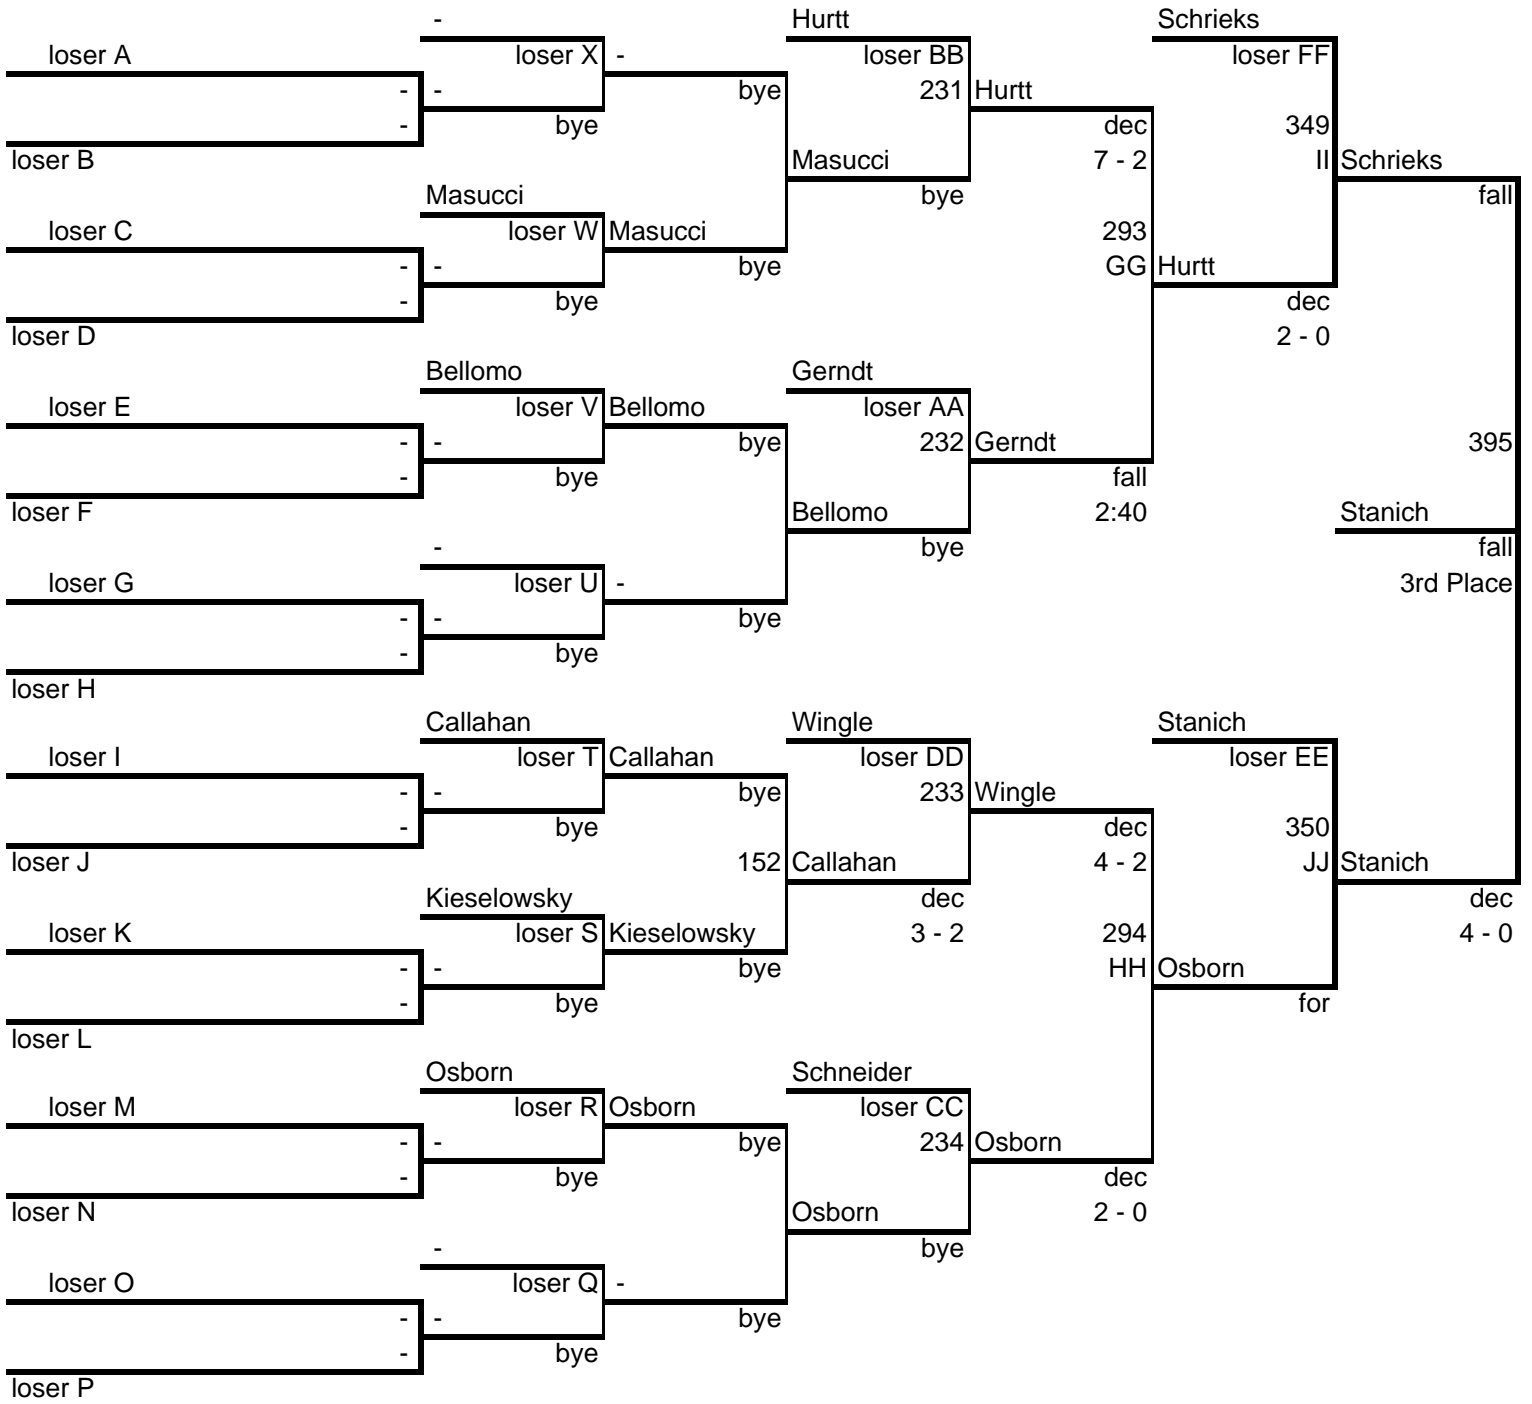 - Hurtt Schrieks
loser A loser X - loser BB loser FF
- - bye 231 Hurtt
- bye dec 349
loser B Masucci 7 - 2 II Schrieks
Masucci bye fall
loser C loser W Masucci 293
- - bye GG Hurtt
- bye dec
loser D 2 - 0
Bellomo Gerndt
loser E loser V Bellomo loser AA
- - bye 232 Gerndt 395
- bye fall
loser F Bellomo 2:40 Stanich
- bye fall
loser G loser U - 3rd Place
- - bye
- bye
loser H
Callahan Wingle Stanich
loser I loser T Callahan loser DD loser EE
- - bye 233 Wingle
- bye dec 350
loser J 152 Callahan 4 - 2 JJ Stanich
Kieselowsky dec dec
loser K loser S Kieselowsky 3 - 2 294 4 - 0
- - bye HH Osborn
- bye for
loser L
Osborn Schneider
loser M loser R Osborn loser CC
- - bye 234 Osborn
- bye dec
loser N Osborn 2 - 0
- bye
loser O loser Q -
- - bye
- bye
loser P